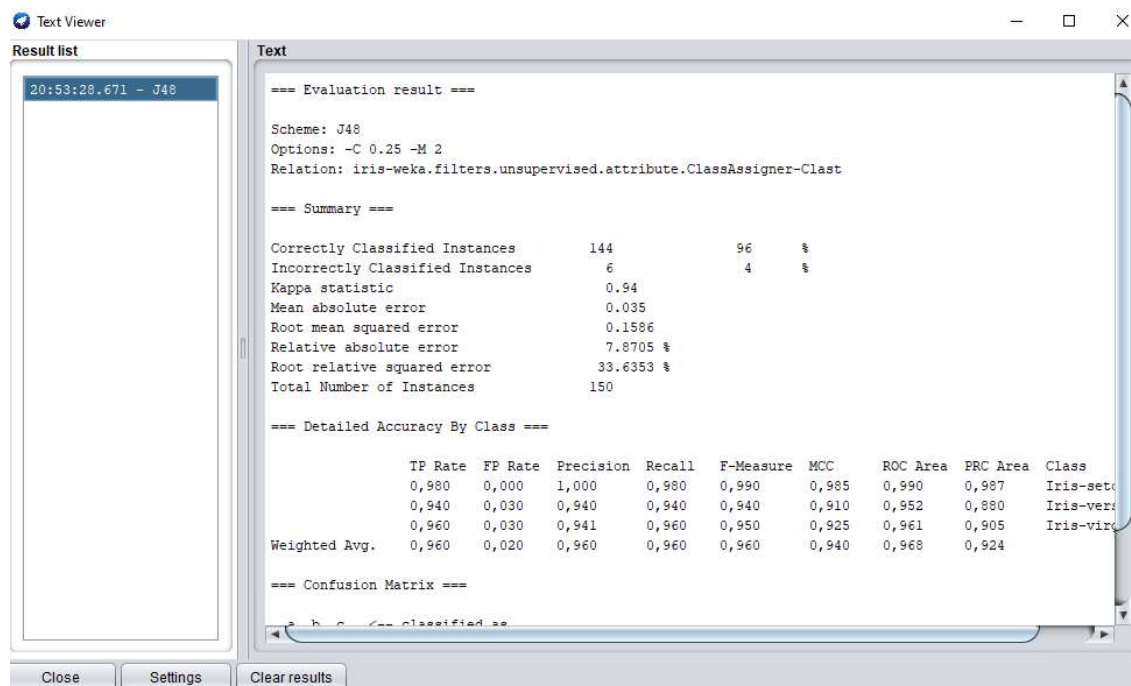 Text Viewer
Result list
20:53:28.671 - J48
Text
=== Evaluation result ===
Scheme: J48
Options: -C 0.25 -M 2
Relation: iris-weka.filters.unsupervised.attribute.ClassAssigner-Clast
=== Summary ===
Correctly Classified Instances 144 96 %
Incorrectly Classified Instances 6 4 %
Kappa statistic 0.94
Mean absolute error 0.035
Root mean squared error 0.1586
Relative absolute error 7.8705 %
Root relative squared error 33.6353 %
Total Number of Instances 150
=== Detailed Accuracy By Class ===
TP Rate FP Rate Precision Recall F-Measure MCC ROC Area PRC Area Class
0,980 0,000 1,000 0,980 0,990 0,985 0,990 0,987 Iris-seto
0,940 0,030 0,940 0,940 0,940 0,910 0,952 0,880 Iris-vers
0,960 0,030 0,941 0,960 0,950 0,925 0,961 0,905 Iris-virg
Weighted Avg. 0,960 0,020 0,960 0,960 0,960 0,940 0,968 0,924
=== Confusion Matrix ===
a b c <-- classified as
Close Settings Clear results